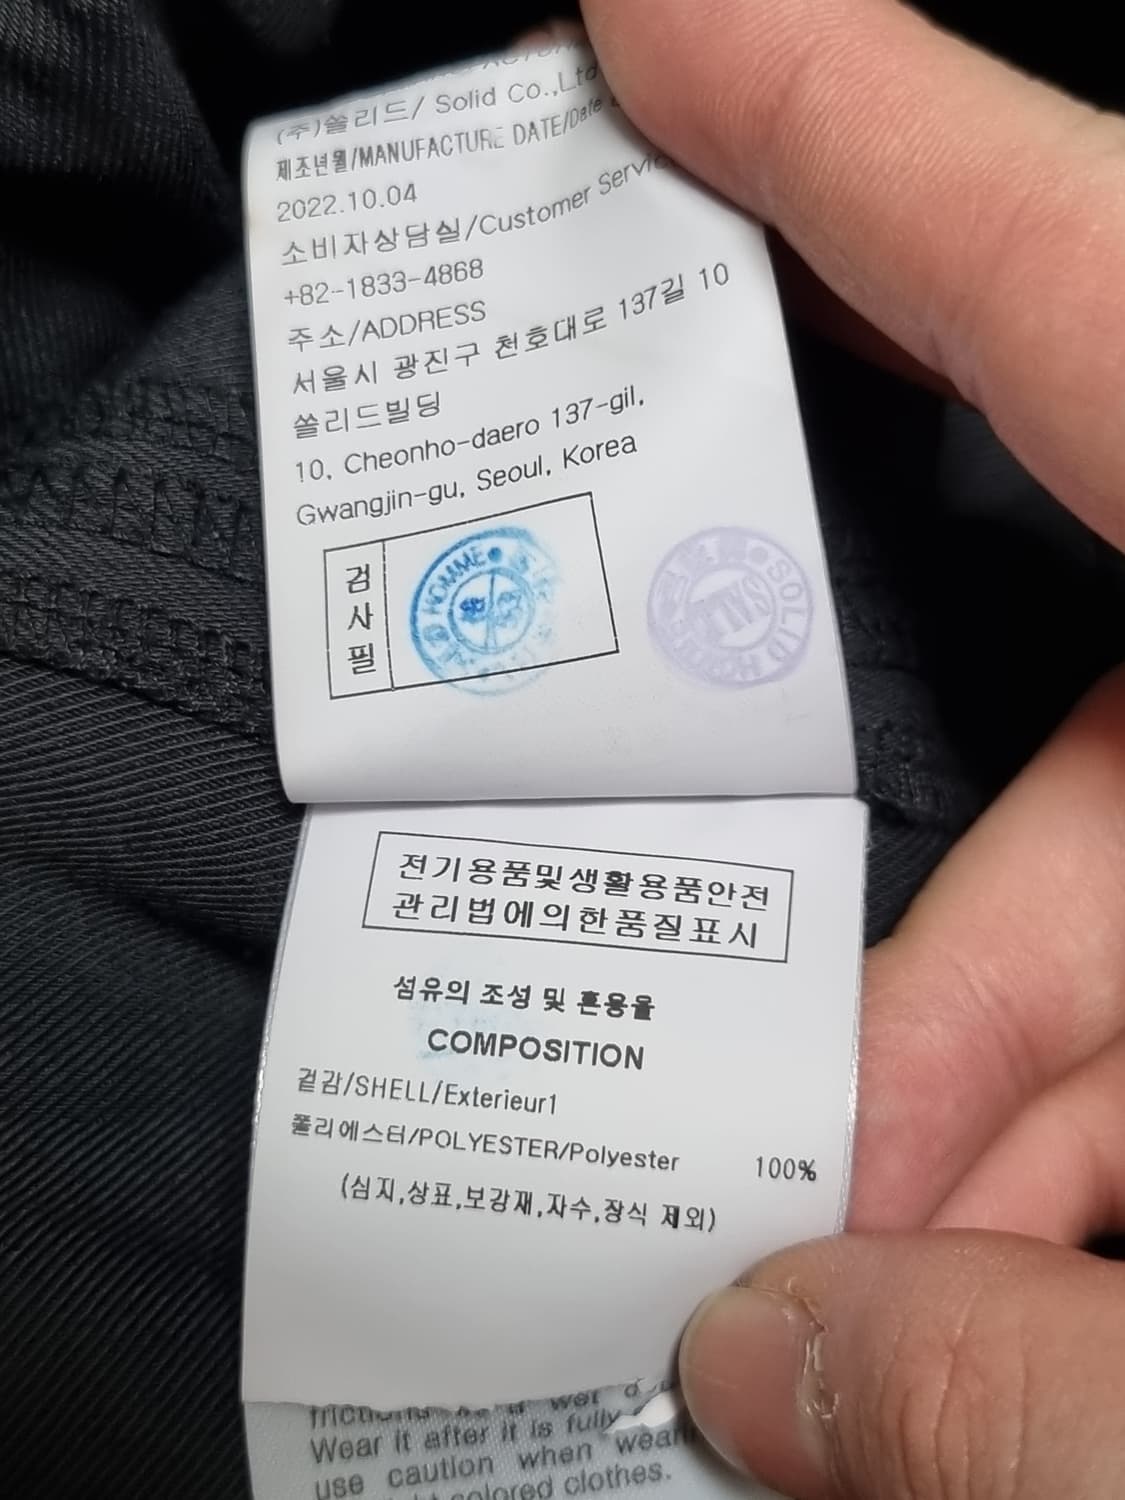 (주)쏠리드/ Solid Co.,Ltd
제조년월/MANUFACTURE DATE/Date
2022.10.04
소비자상담실/Customer Servic
+82-1833-4868
주소/ADDRESS
서울시 광진구 천호대로 137길 10
쏠리드빌딩
10, Cheonho-daero 137-gil,
Gwangjin-gu, Seoul, Korea
검사필
HOMME
SOLID
전기용품및생활용품안전
관리법에의한품질표시
섬유의 조성 및 혼용율
COMPOSITION
겉감/SHELL/Exterieur1
폴리에스터/POLYESTER/Polyester 100%
(심지,상표,보강재,자수,장식 제외)
wet
Wear it after it is fully
use caution when wear
colored clothes.